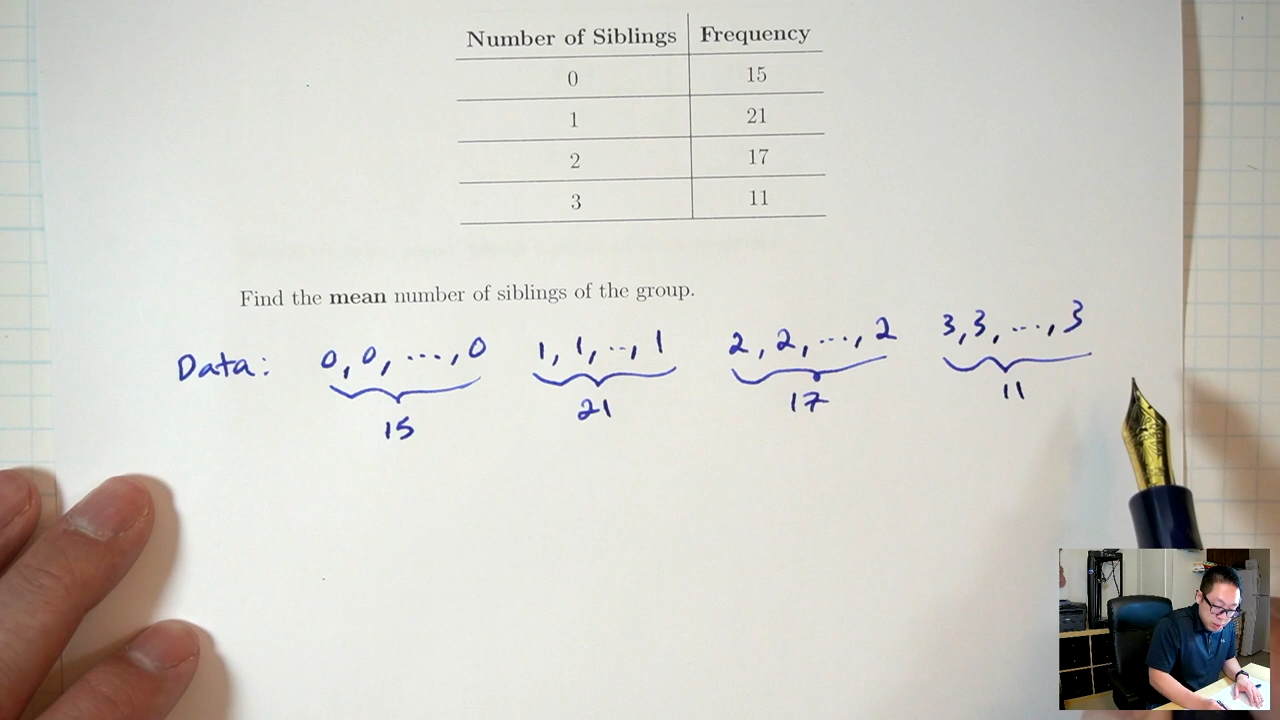 Number of Siblings Frequency
0 15
1 21
2 17
3 11
Find the mean number of siblings of the group.
Data: 0, 0, ..., 0 1, 1, .., 1 2, 2, ..., 2 3, 3, ..., 3
15 21 17 11